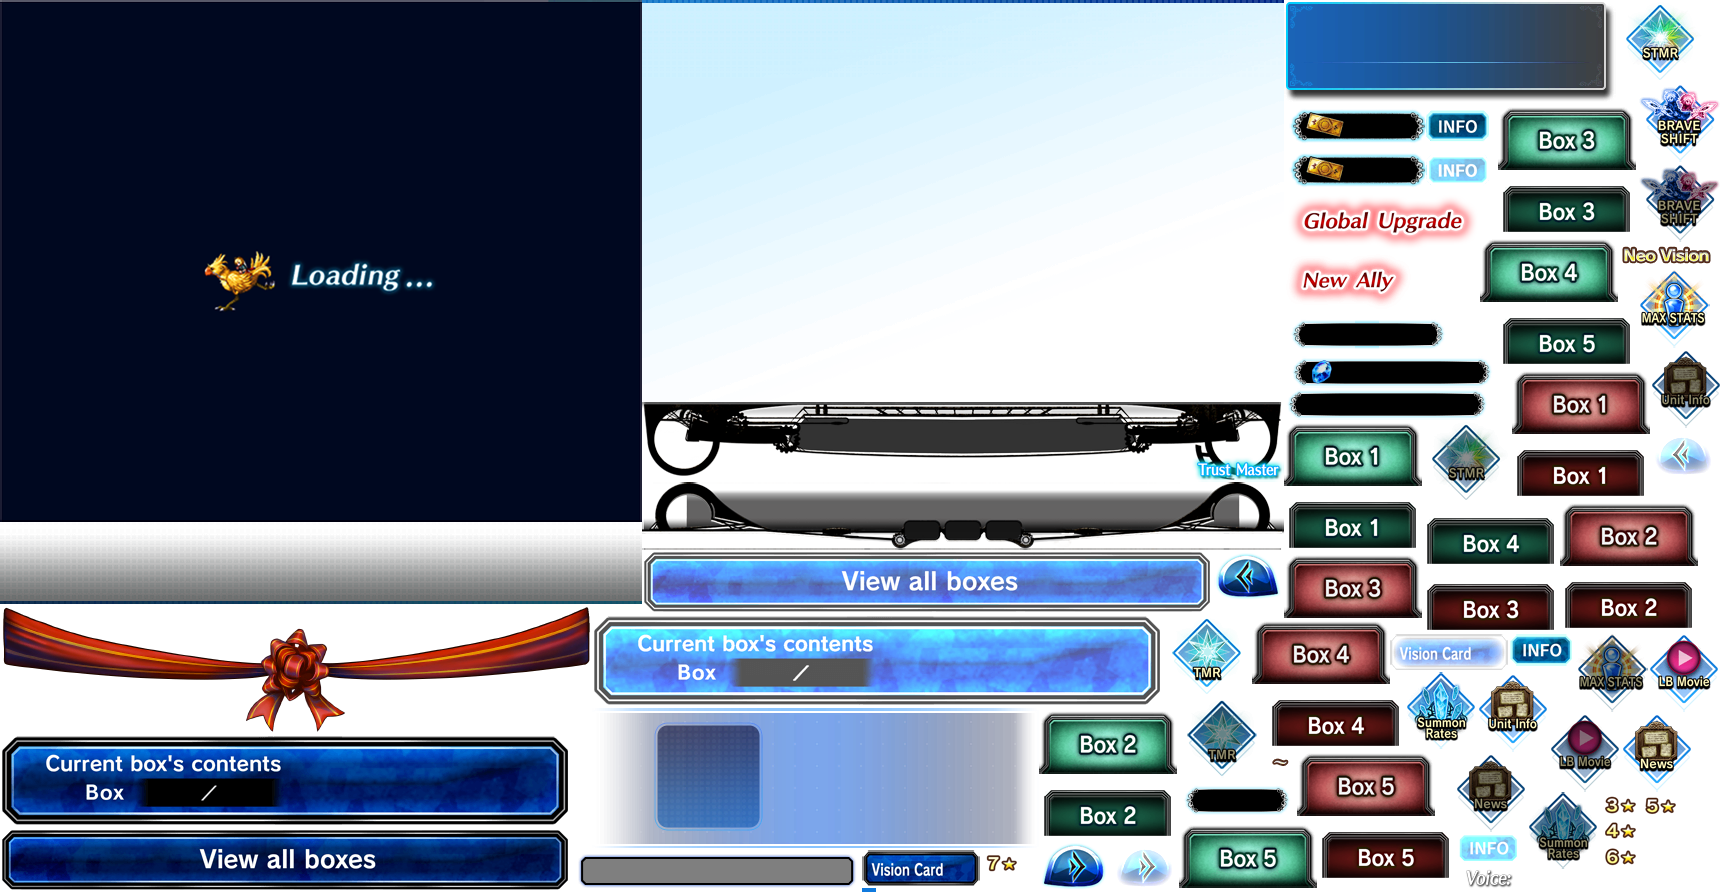 Loading...
STMR
INFO
Box 3
BRAVE
SHIFT
INFO
Box 3
BRAVE
SHIFT
Global Upgrade
Neo Vision
Box 4
New Ally
MAX STATS
Box 5
Unit Info
Box 1
Box 1
STMR
Trust Master
Box 1
Box 1
Box 4
Box 2
View all boxes
Box 3
Box 3
Box 2
Current box's contents
Box /
TMR
Box 4
Vision Card
INFO
MAX STATS
LB Movie
Summon
Rates
Unit Info
Box 4
Box 2
TMR
~
LB Movie
News
Current box's contents
Box /
Box 5
News
3★ 5★
Box 2
4★
Summon
Rates
INFO
6★
View all boxes
Vision Card
7★
Box 5
Box 5
Voice: